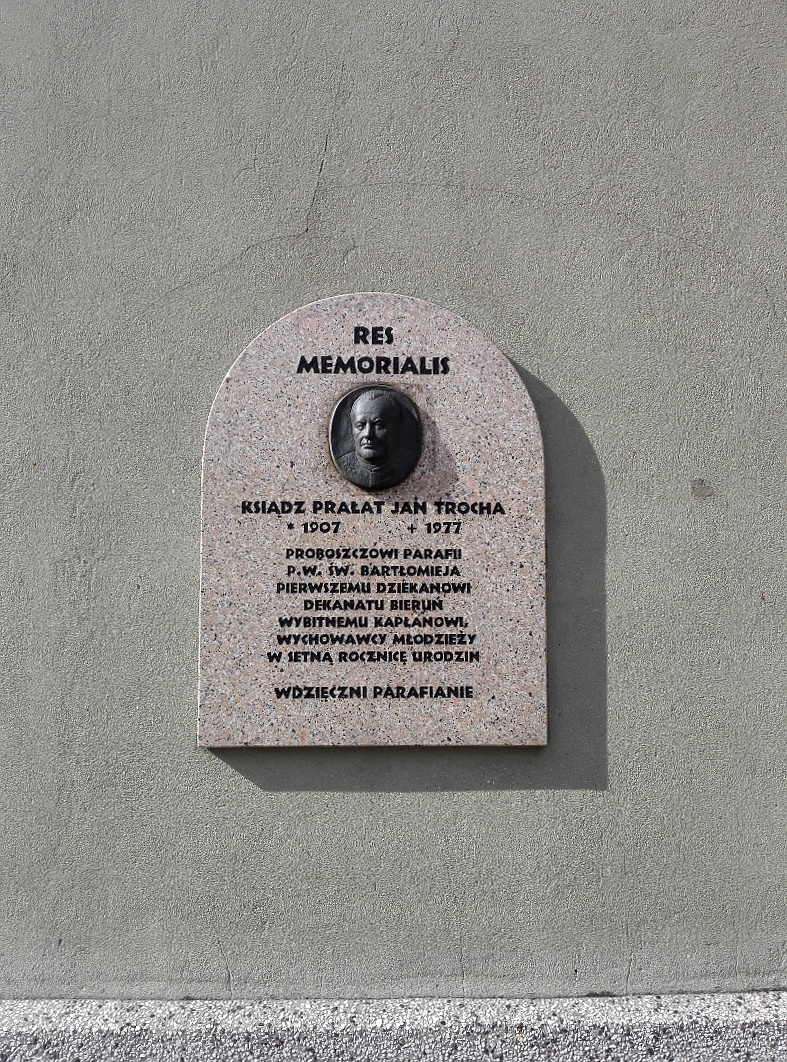 RES
MEMORIALIS
KSIĄDZ PRAŁAT JAN TROCHA
* 1907 + 1977
PROBOSZCZOWI PARAFII
P.W. ŚW. BARTŁOMIEJA
PIERWSZEMU DZIEKANOWI
DEKANATU BIERUŃ
WYBITNEMU KAPŁANOWI,
WYCHOWAWCY MŁODZIEŻY
W SETNĄ ROCZNICĘ URODZIN
WDZIĘCZNI PARAFIANIE